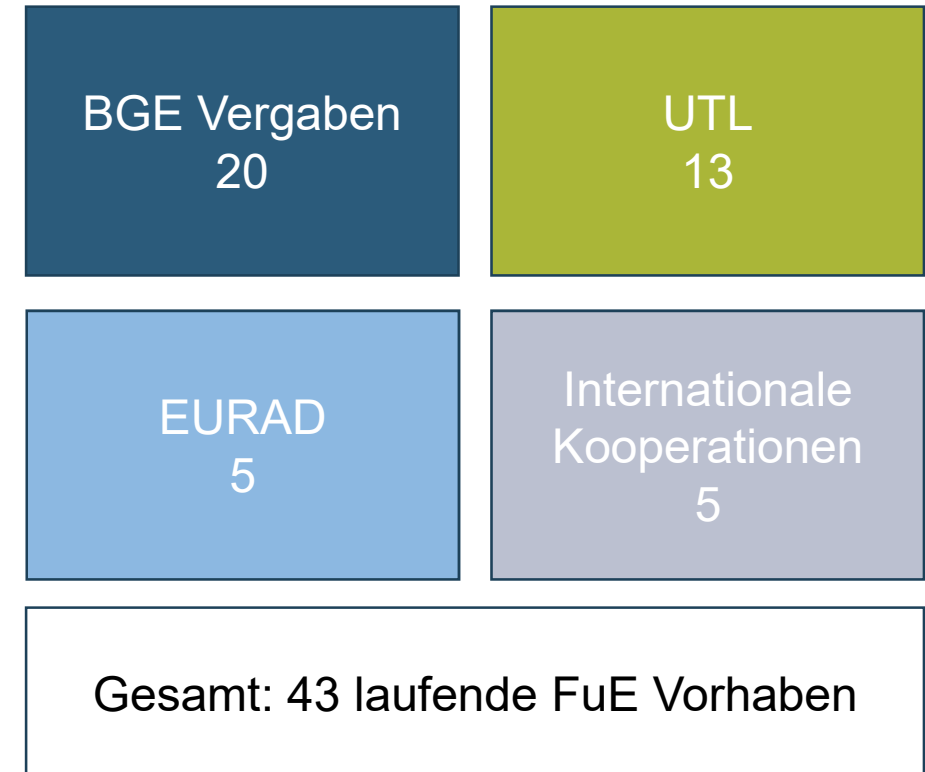 BGE Vergaben
20
UTL
13
EURAD
5
Internationale
Kooperationen
5
Gesamt: 43 laufende FuE Vorhaben